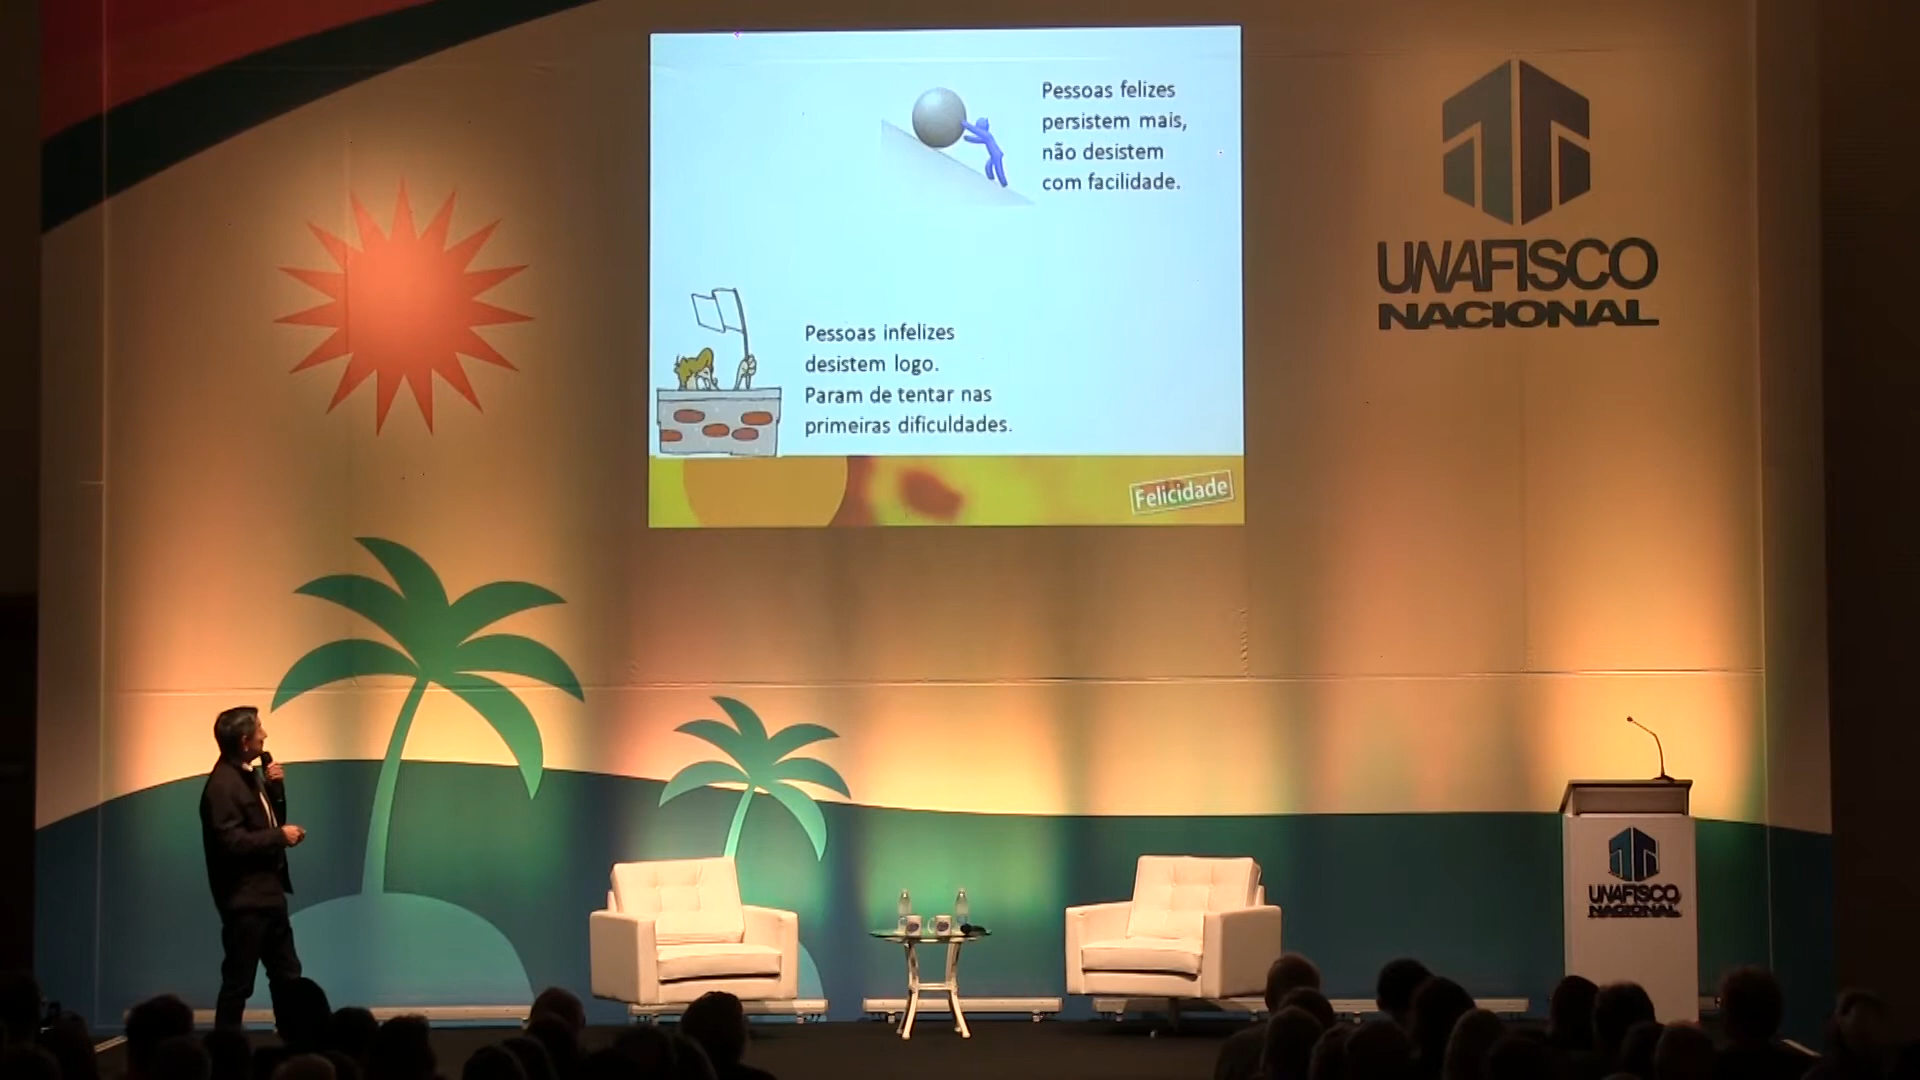 Pessoas felizes
persistem mais,
não desistem
com facilidade.
Pessoas infelizes
desistem logo.
Param de tentar nas
primeiras dificuldades.
Felicidade
UNAFISCO
NACIONAL
UNAFISCO
NACIONAL